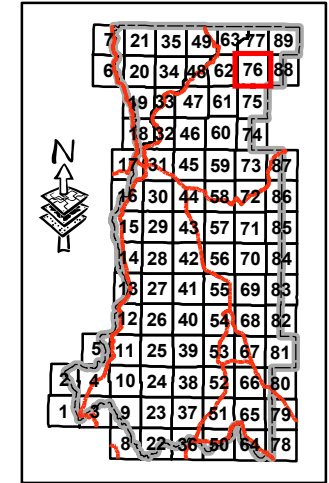 7 21 35 49 63 77 89
6 20 34 48 62 76 88
19 33 47 61 75
18 32 46 60 74
N
17 31 45 59 73 87
16 30 44 58 72 86
15 29 43 57 71 85
14 28 42 56 70 84
13 27 41 55 69 83
12 26 40 54 68 82
5 11 25 39 53 67 81
2 4 10 24 38 52 66 80
1 3 9 23 37 51 65 79
8 22 36 50 64 78